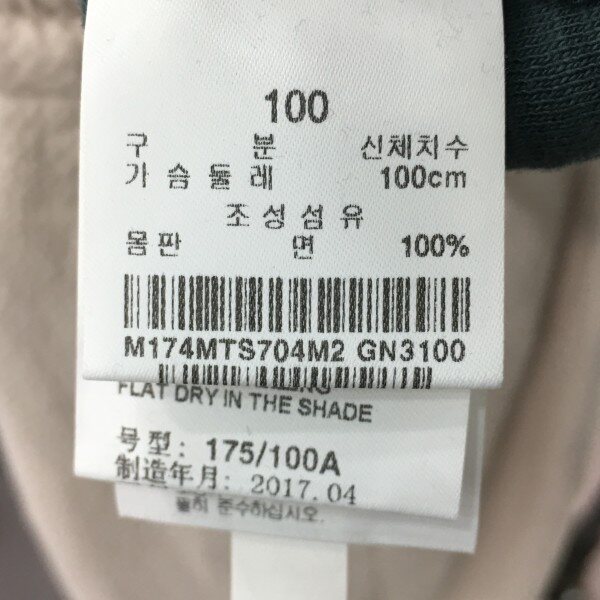 100
구 분 신체치수
가슴둘레 100cm
조성섬유
몸판 면 100%
M174MTS704M2 GN3100
FLAT DRY IN THE SHADE
号型: 175/100A
制造年月: 2017.04
준수하십시오.